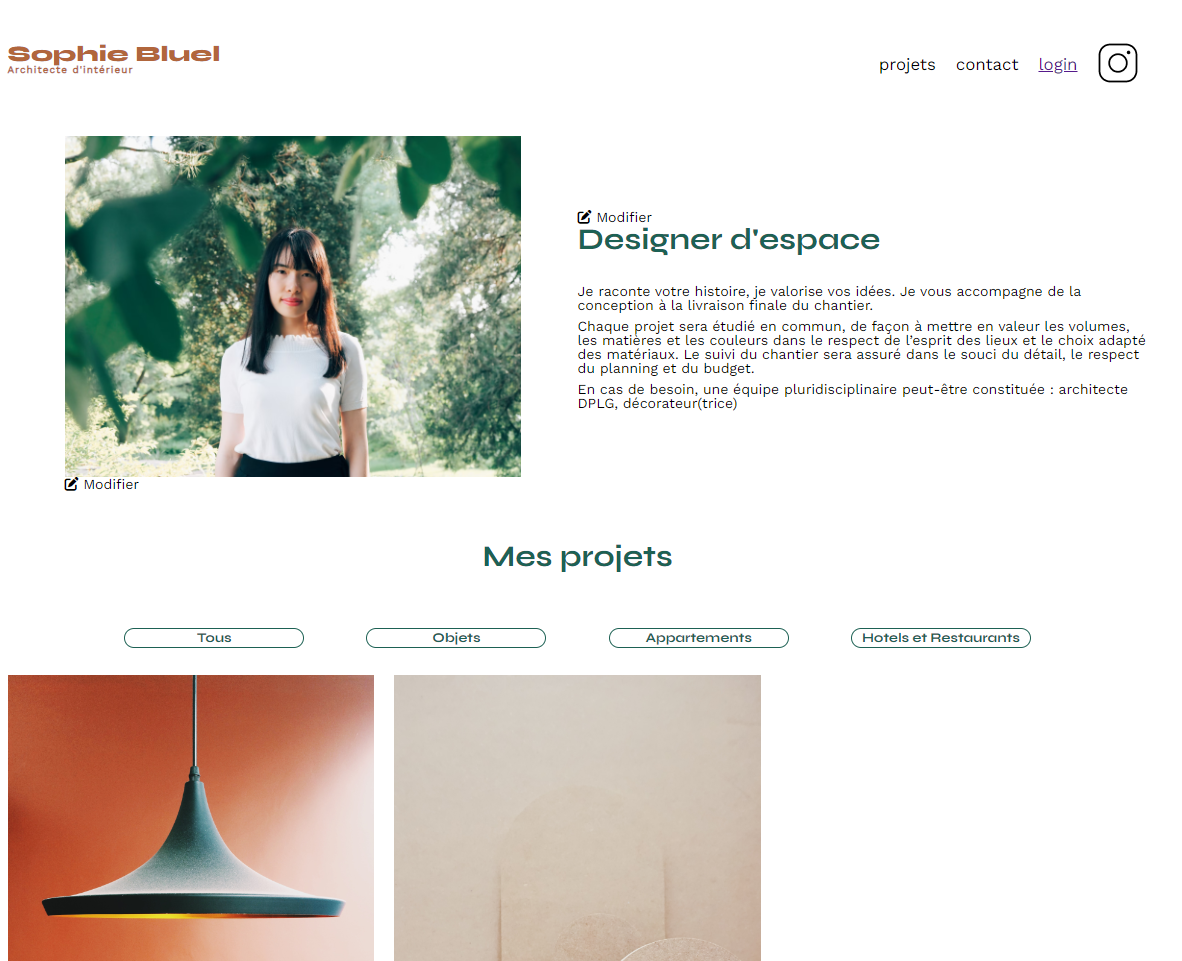 Sophie Bluel
Architecte d'intérieur
projets contact login
Modifier
Designer d'espace
Je raconte votre histoire, je valorise vos idées. Je vous accompagne de la
conception à la livraison finale du chantier.
Chaque projet sera étudié en commun, de façon à mettre en valeur les volumes,
les matières et les couleurs dans le respect de l’esprit des lieux et le choix adapté
des matériaux. Le suivi du chantier sera assuré dans le souci du détail, le respect
du planning et du budget.
En cas de besoin, une équipe pluridisciplinaire peut-être constituée : architecte
DPLG, décorateur(trice)
Modifier
Mes projets
Tous Objets Appartements Hotels et Restaurants